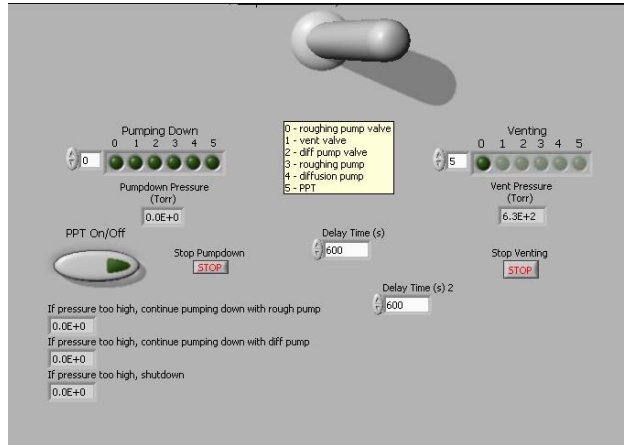 Pumping Down
0 1 2 3 4 5
0
Pumpdown Pressure
(Torr)
0.0E+0
0 - roughing pump valve
1 - vent valve
2 - diff pump valve
3 - roughing pump
4 - diffusion pump
5 - PPT
Venting
0 1 2 3 4 5
5
Vent Pressure
(Torr)
6.3E+2
PPT On/Off
Stop Pumpdown
STOP
Delay Time (s)
600
Stop Venting
STOP
Delay Time (s) 2
600
If pressure too high, continue pumping down with rough pump
0.0E+0
If pressure too high, continue pumping down with diff pump
0.0E+0
If pressure too high, shutdown
0.0E+0